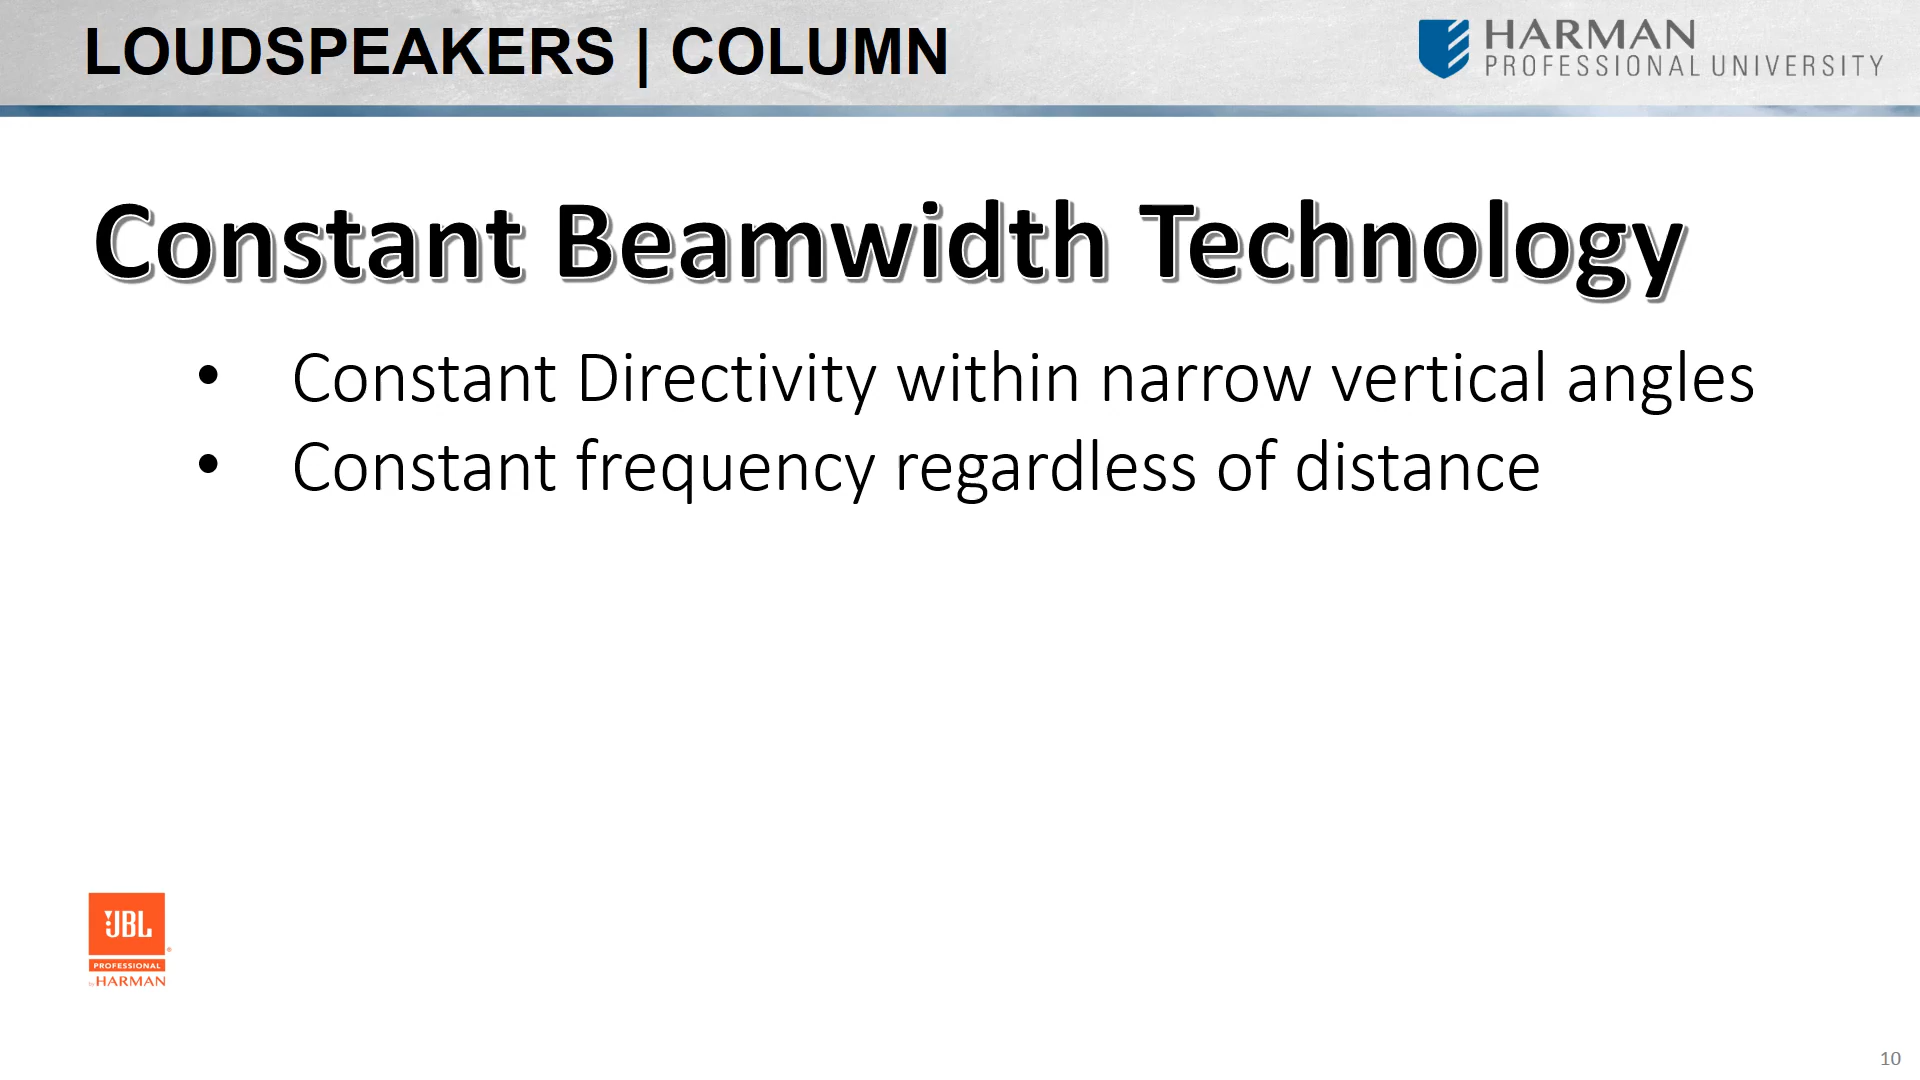 LOUDSPEAKERS | COLUMN
HARMAN
PROFESSIONAL UNIVERSITY
Constant Beamwidth Technology
• Constant Directivity within narrow vertical angles
• Constant frequency regardless of distance
JBL
®
PROFESSIONAL
by HARMAN
10